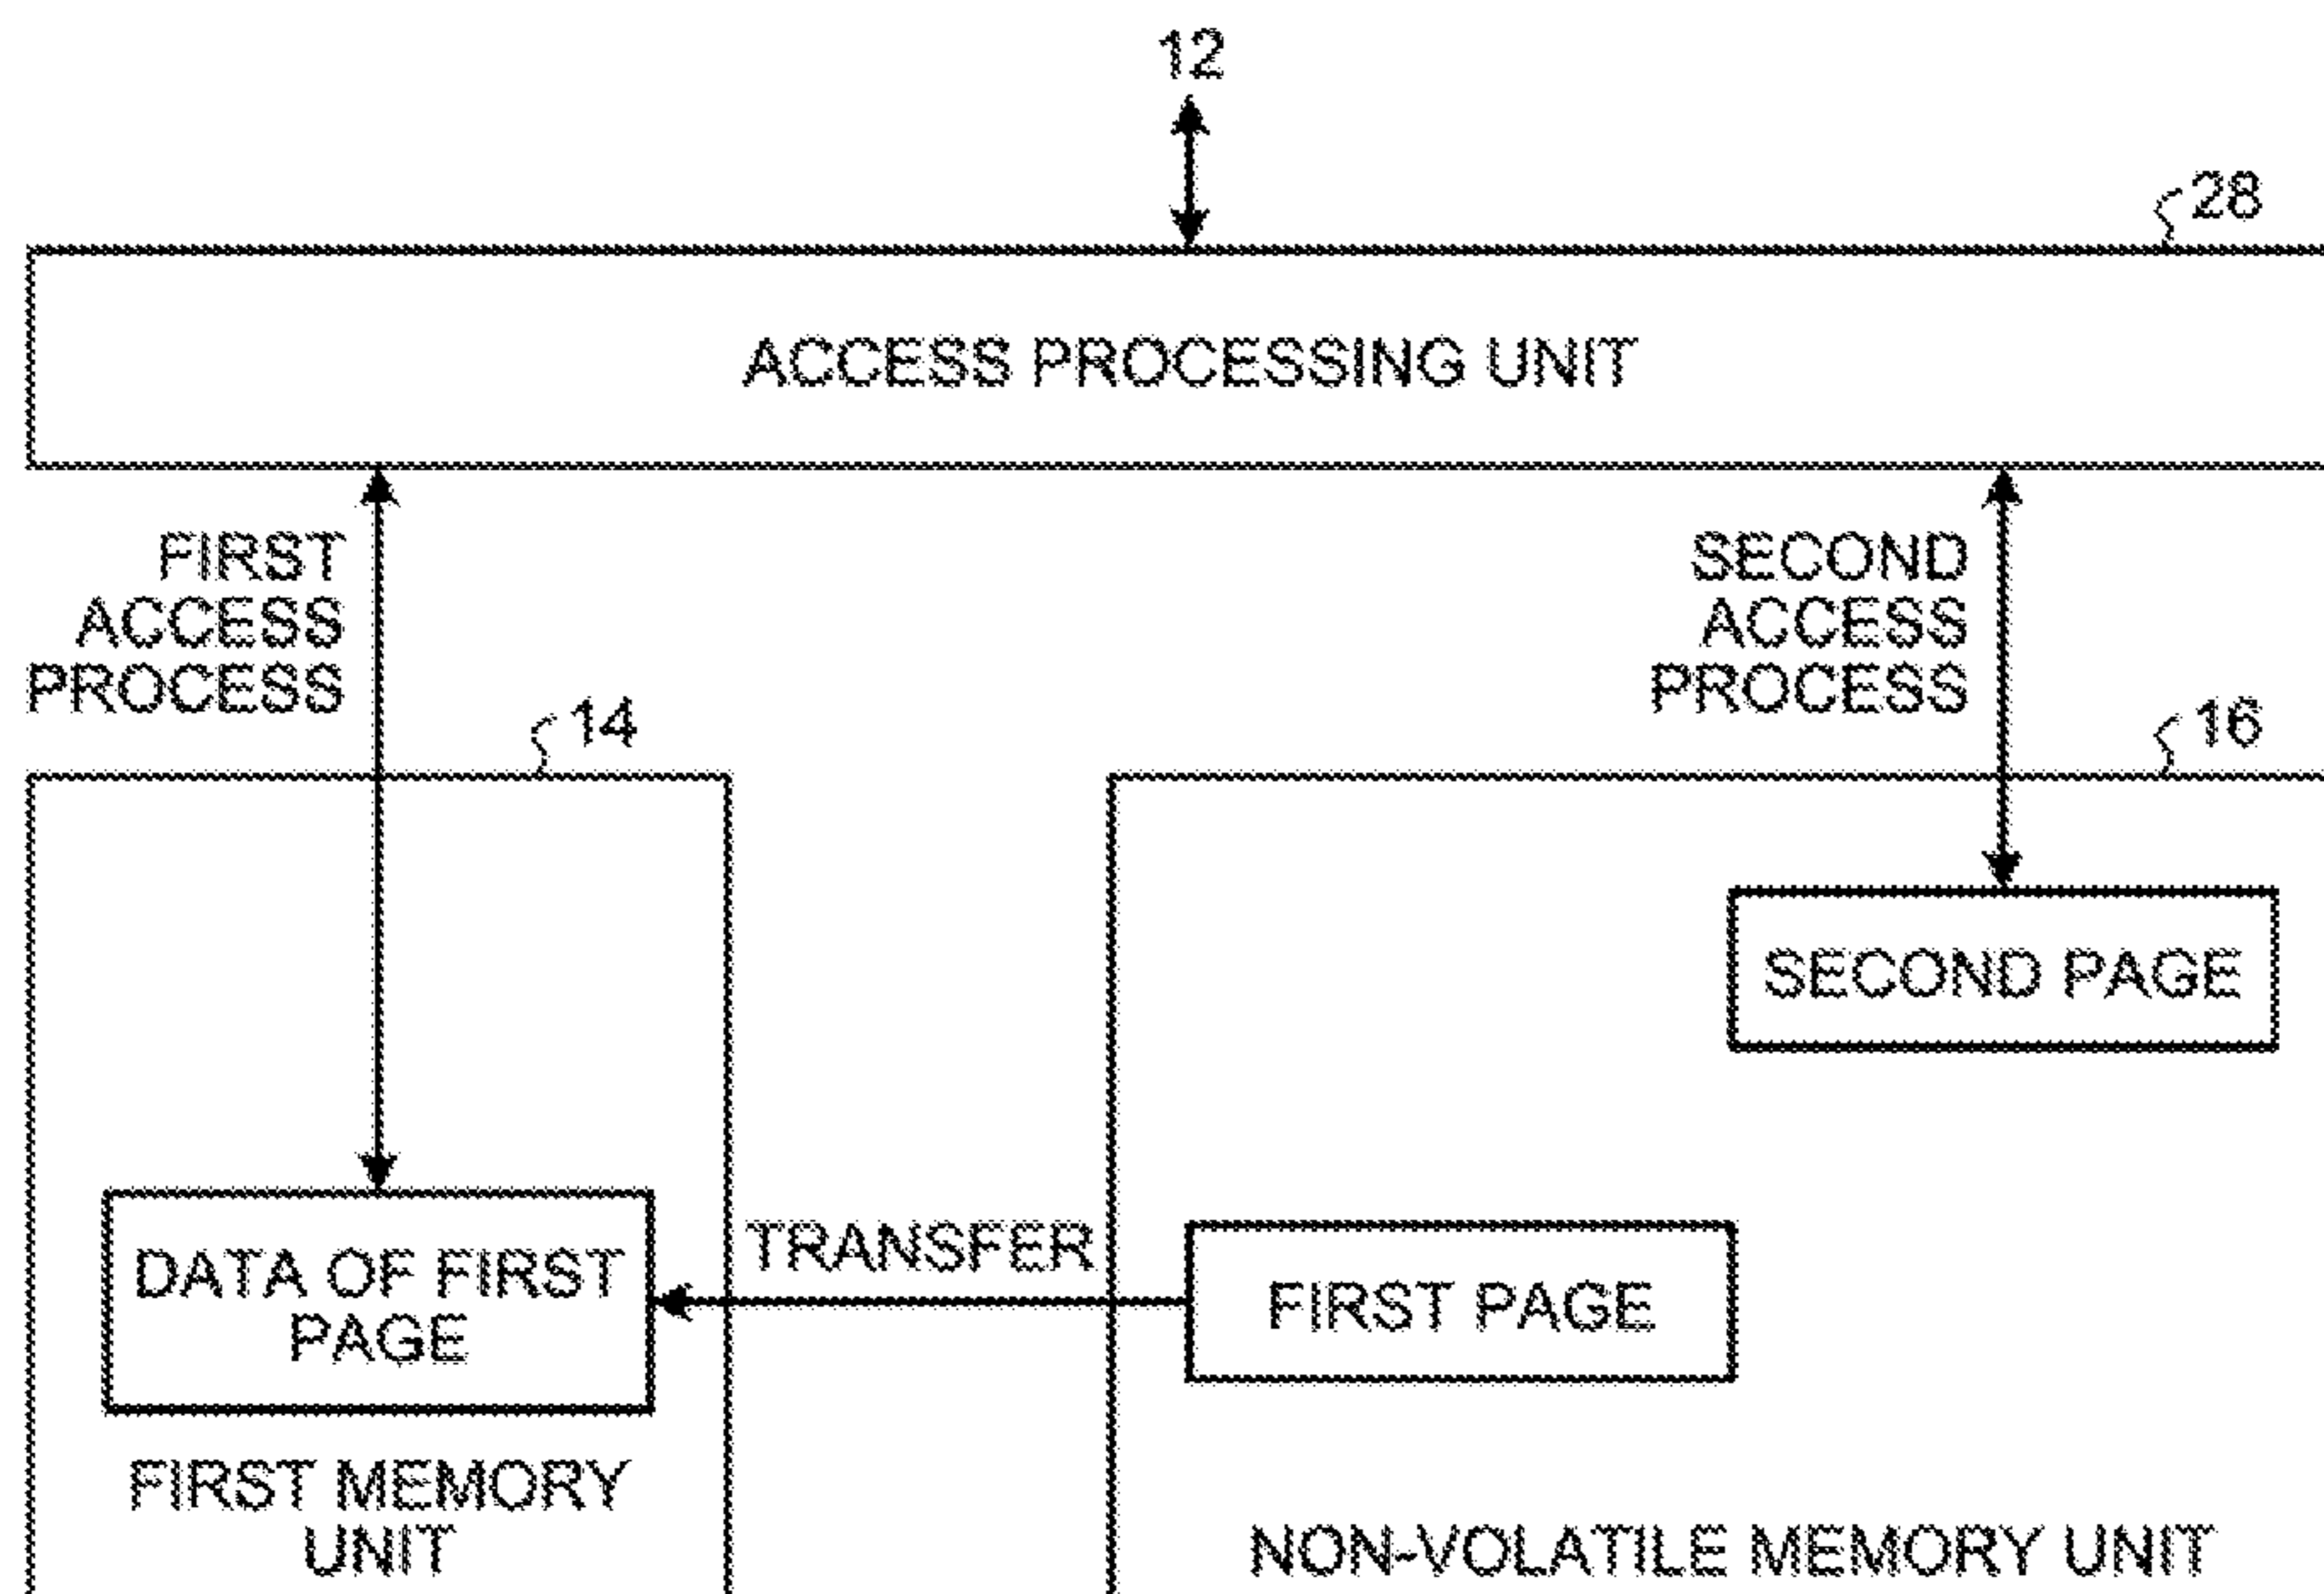 12
28
ACCESS PROCESSING UNIT
FIRST
ACCESS
PROCESS
SECOND
ACCESS
PROCESS
14
16
SECOND PAGE
DATA OF FIRST
PAGE
TRANSFER
FIRST PAGE
FIRST MEMORY
UNIT
NON-VOLATILE MEMORY UNIT